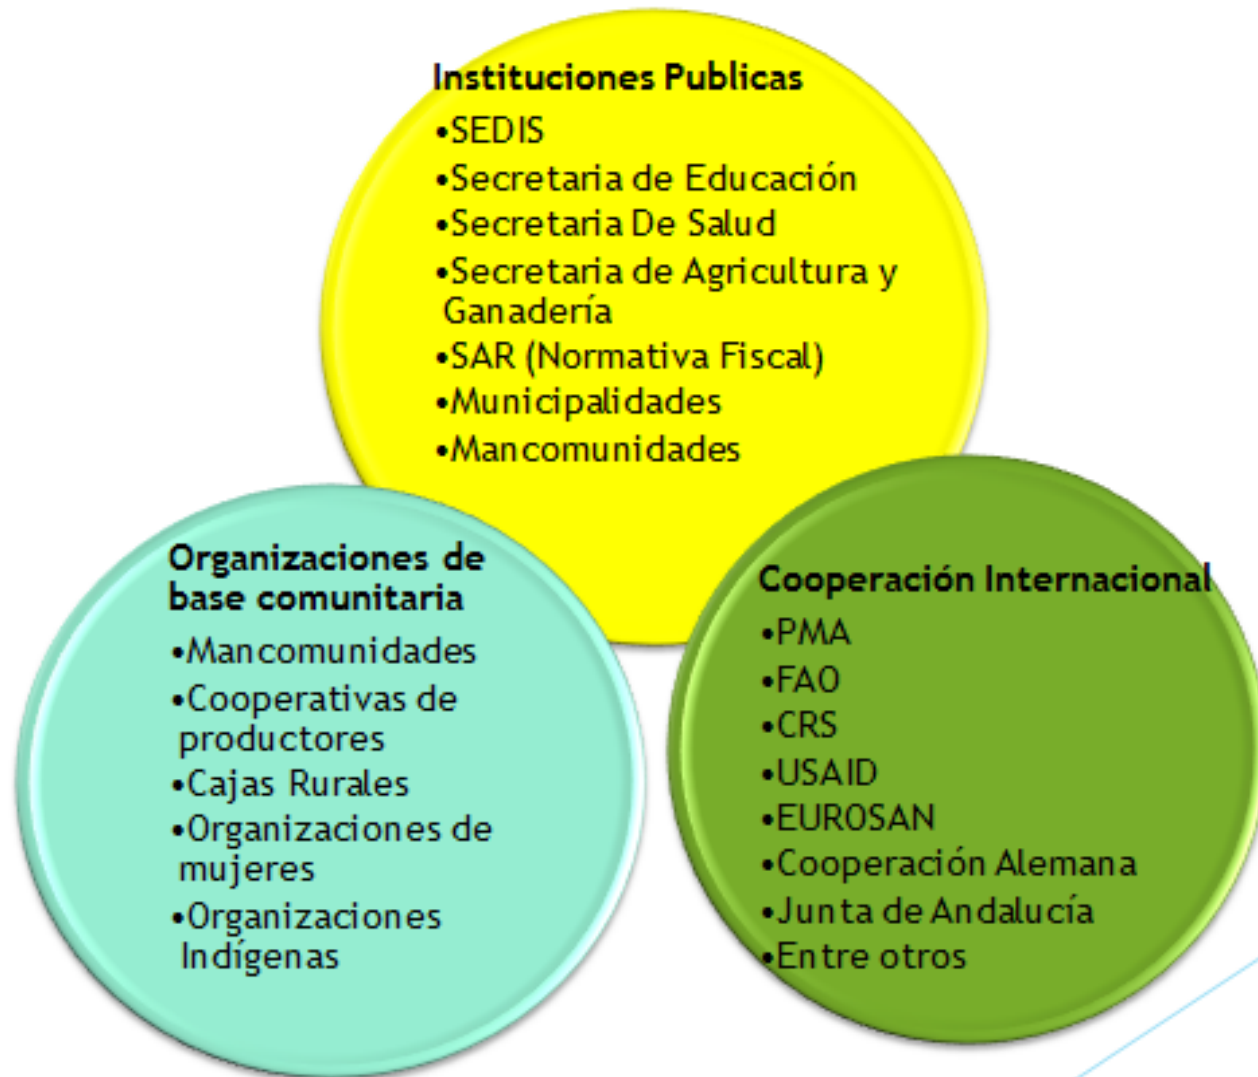 Instituciones Publicas
•SEDIS
•Secretaria de Educación
•Secretaria De Salud
•Secretaria de Agricultura y
Ganadería
•SAR (Normativa Fiscal)
•Municipalidades
•Mancomunidades
Organizaciones de
base comunitaria
•Mancomunidades
•Cooperativas de
productores
•Cajas Rurales
•Organizaciones de
mujeres
•Organizaciones
Indígenas
Cooperación Internacional
•PMA
•FAO
•CRS
•USAID
•EUROSAN
•Cooperación Alemana
•Junta de Andalucía
•Entre otros